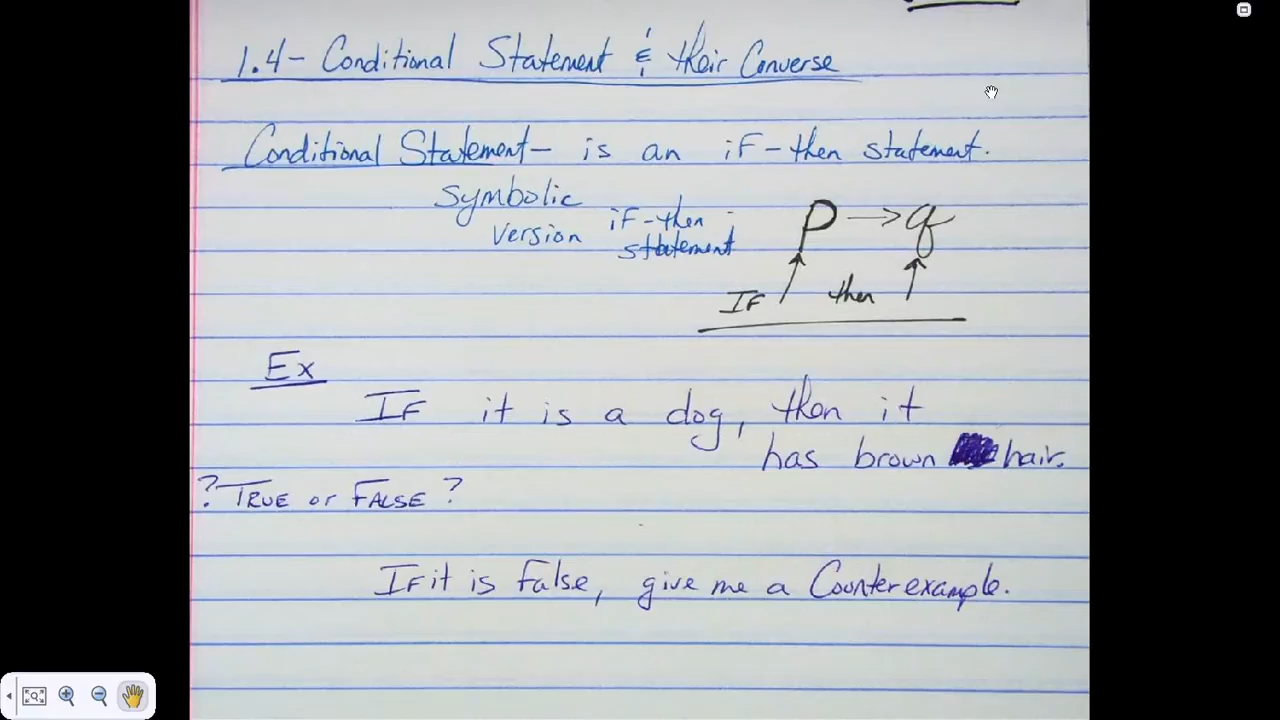 1.4 - Conditional Statement & their Converse
Conditional Statement - is an if-then statement.
symbolic
version if-then statement P → q
If then
Ex
If it is a dog, then it
has brown hair.
? TRUE or FALSE ?
If it is false, give me a Counterexample.